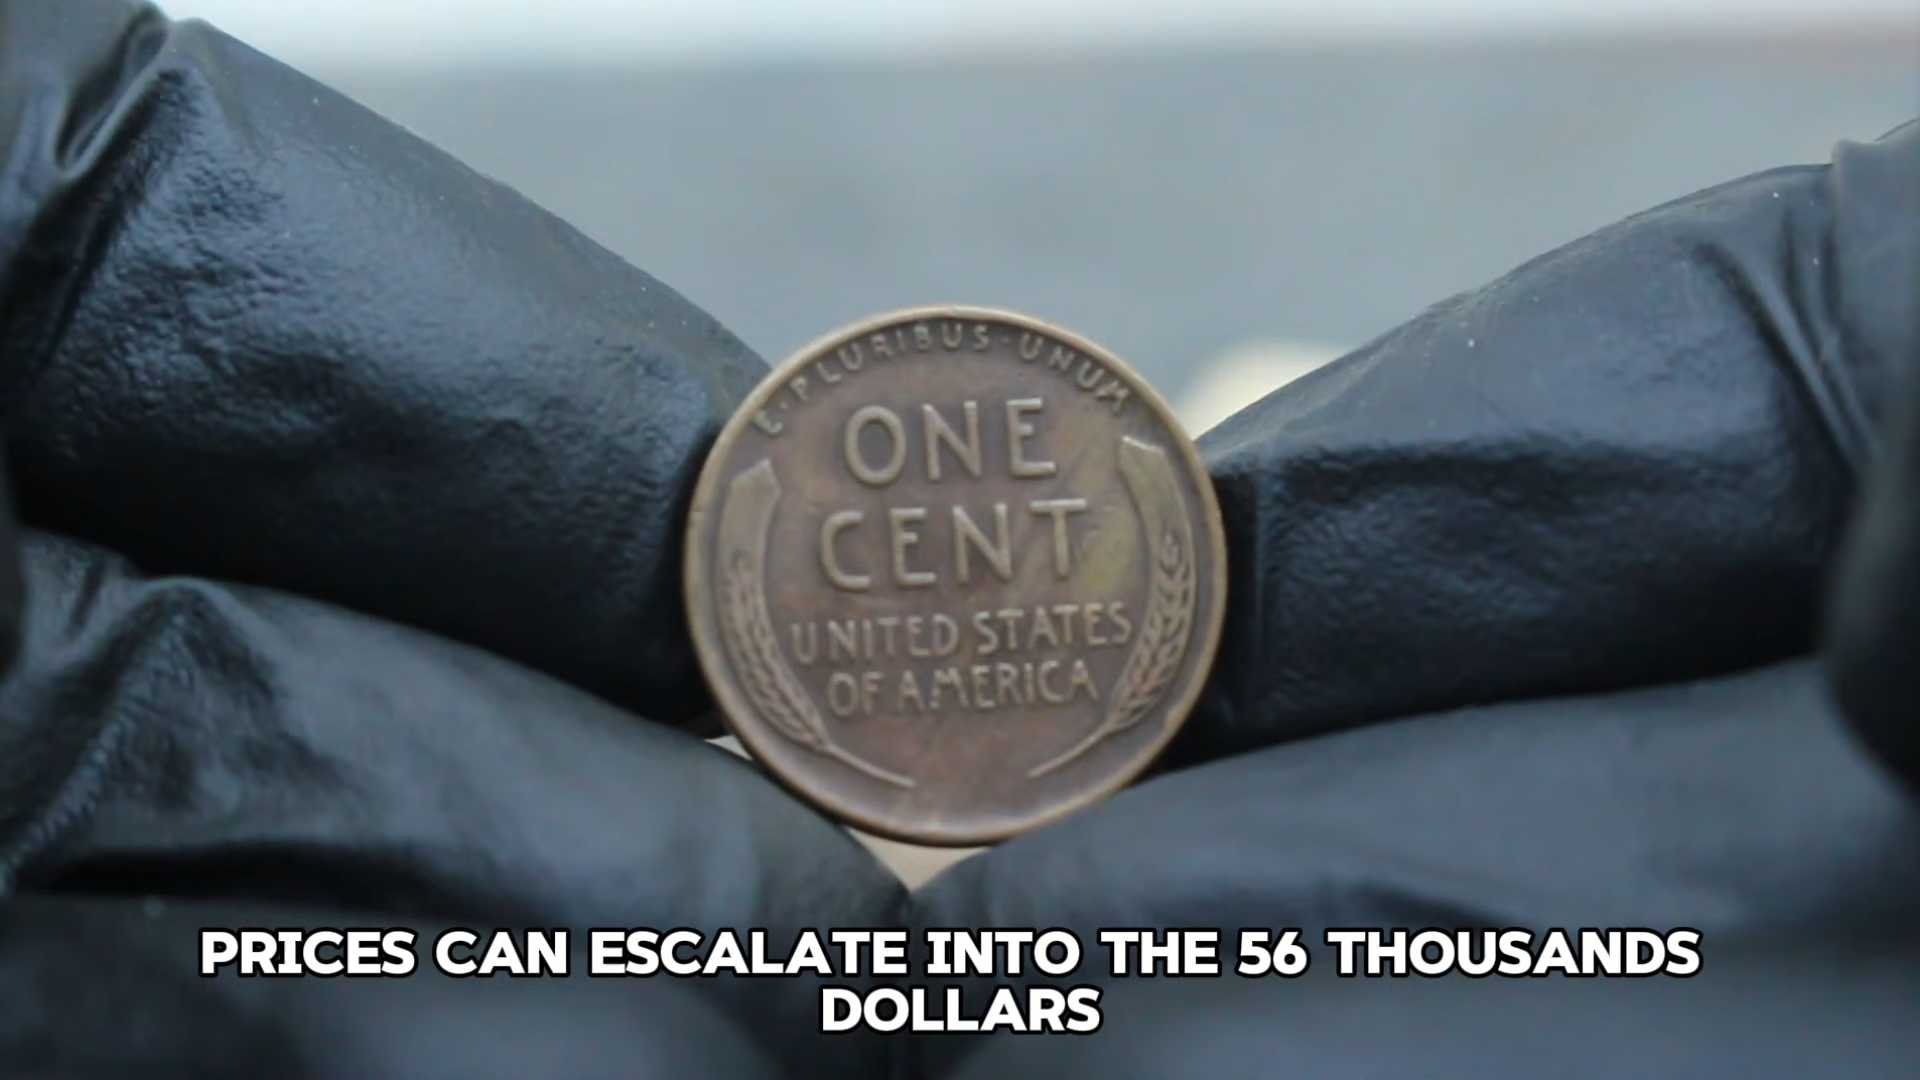 E·PLURIBUS·UNUM
ONE
CENT
UNITED STATES
OF AMERICA
PRICES CAN ESCALATE INTO THE 56 THOUSANDS
DOLLARS